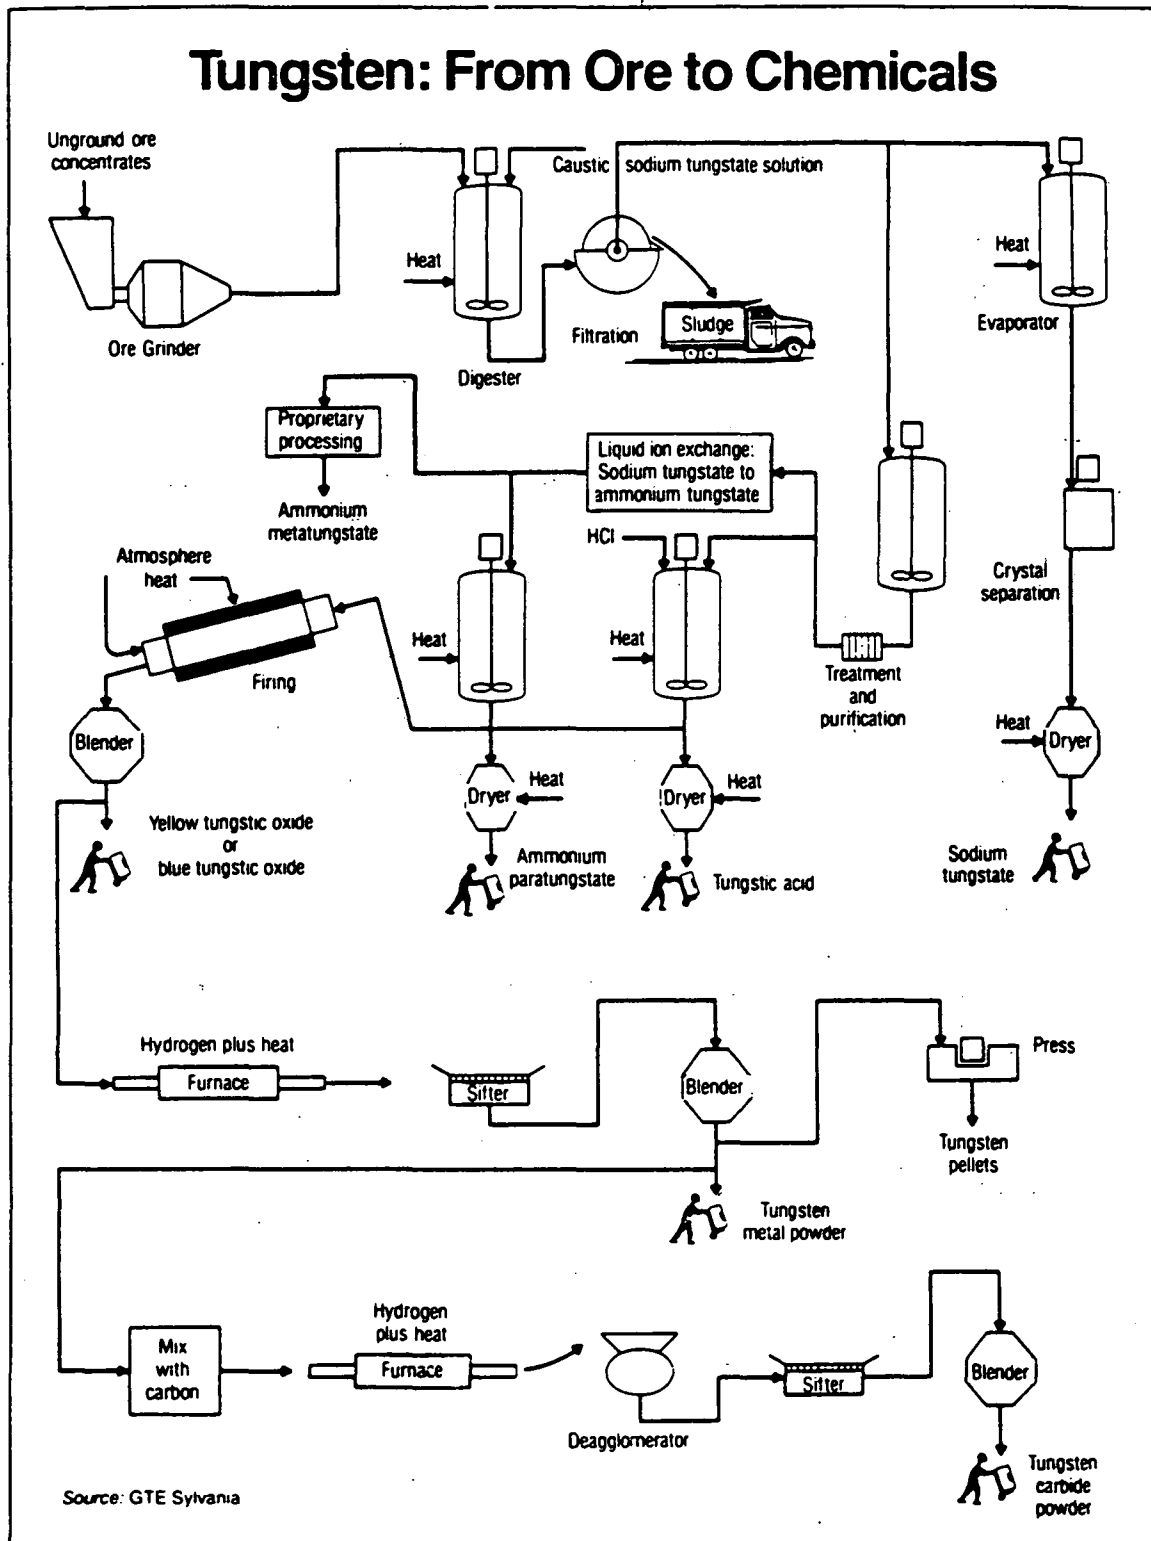 Tungsten: From Ore to Chemicals
Unground ore
concentrates
Caustic
sodium tungstate solution
Heat
Heat
Ore Grinder
Filtration
Sludge
Evaporator
Digester
Proprietary
processing
Liquid ion exchange:
Sodium tungstate to
ammonium tungstate
Ammonium
metatungstate
HCl
Atmosphere
heat
Crystal
separation
Heat
Heat
Firing
Treatment
and
purification
Blender
Heat
Dryer
Dryer
Heat
Dryer
Heat
Yellow tungstic oxide
or
blue tungstic oxide
Ammonium
paratungstate
Tungstic acid
Sodium
tungstate
Hydrogen plus heat
Furnace
Sifter
Blender
Press
Tungsten
pellets
Tungsten
metal powder
Hydrogen
plus heat
Mix
with
carbon
Furnace
Sifter
Blender
Deagglomerator
Tungsten
carbide
powder
Source: GTE Sylvania